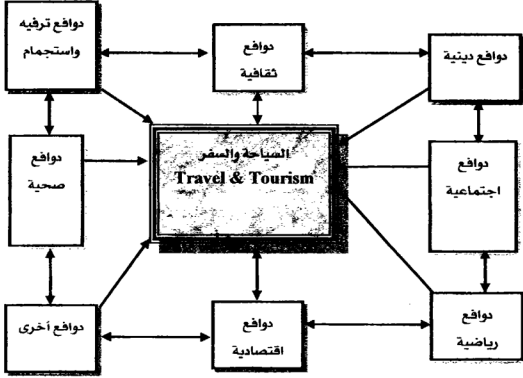 دوافع ترفيه
واستجمام
دوافع
ثقافية
دوافع دينية
دوافع
صحية
السياحة والسفر
Travel & Tourism
دوافع
اجتماعية
دوافع أخرى
دوافع
اقتصادية
دوافع
رياضية